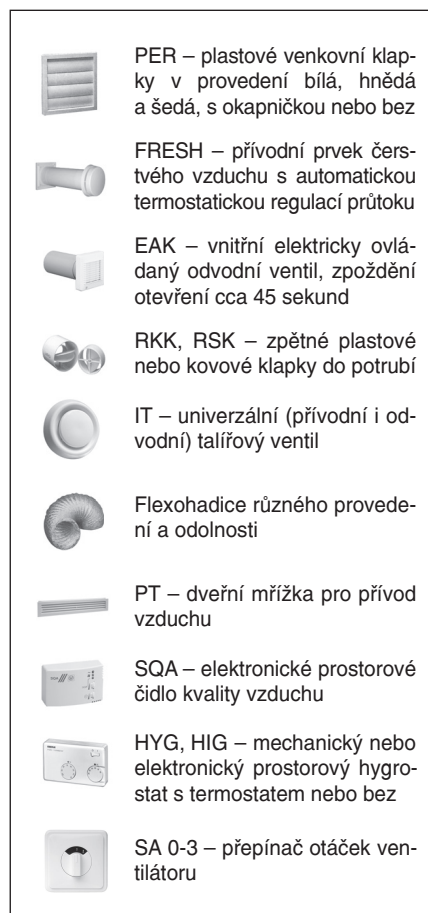 PER – plastové venkovní klap-
ky v provedení bílá, hnědá
a šedá, s okapničkou nebo bez
FRESH – přívodní prvek čers-
tvého vzduchu s automatickou
termostatickou regulací průtoku
EAK – vnitřní elektricky ovlá-
daný odvodní ventil, zpoždění
otevření cca 45 sekund
RKK, RSK – zpětné plastové
nebo kovové klapky do potrubí
IT – univerzální (přívodní i od-
vodní) talířový ventil
Flexohadice různého provede-
ní a odolnosti
PT – dveřní mřížka pro přívod
vzduchu
SQA – elektronické prostorové
čidlo kvality vzduchu
HYG, HIG – mechanický nebo
elektronický prostorový hygro-
stat s termostatem nebo bez
SA 0-3 – přepínač otáček ven-
tilátoru